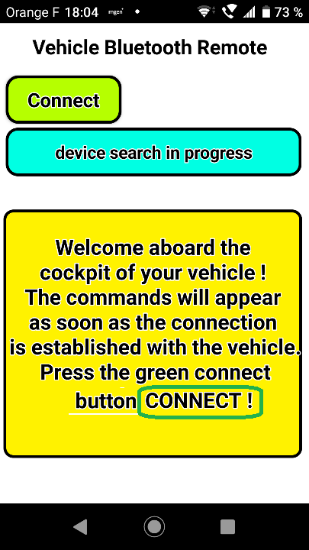 Orange F 18:04 73 %
Vehicle Bluetooth Remote
Connect
device search in progress
Welcome aboard the
cockpit of your vehicle !
The commands will appear
as soon as the connection
is established with the vehicle.
Press the green connect
button CONNECT !